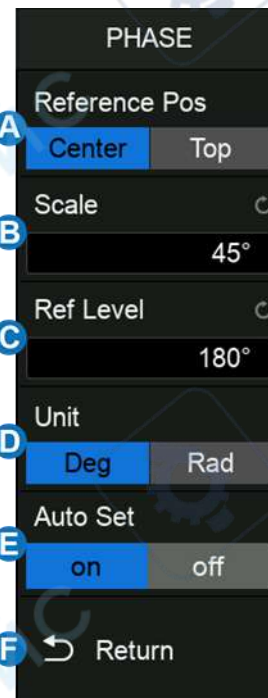 PHASE
Reference Pos
A
Center Top
Scale
B
45°
Ref Level
C
180°
Unit
D
Deg Rad
Auto Set
E
on off
F Return